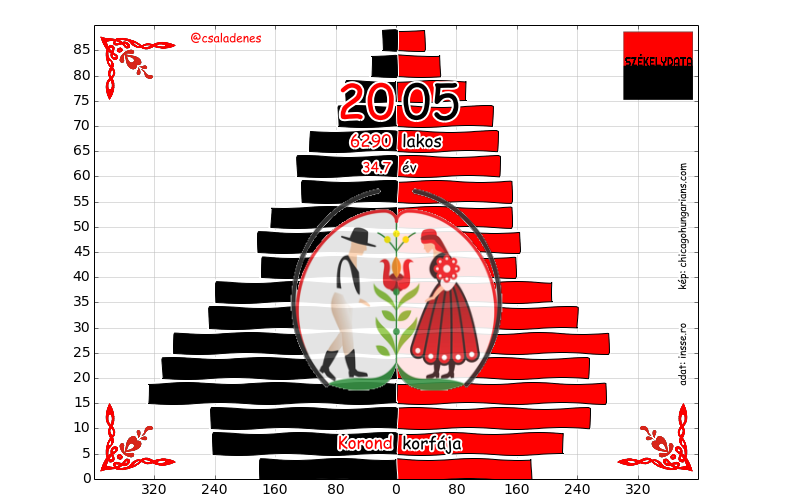 @csaladenes
SZÉKELYDATA
2005
6290 lakos
34.7 év
kép: chicagohungarians.com
adat: insse.ro
Korond korfája
85
80
75
70
65
60
55
50
45
40
35
30
25
20
15
10
5
0
320 240 160 80 0 80 160 240 320